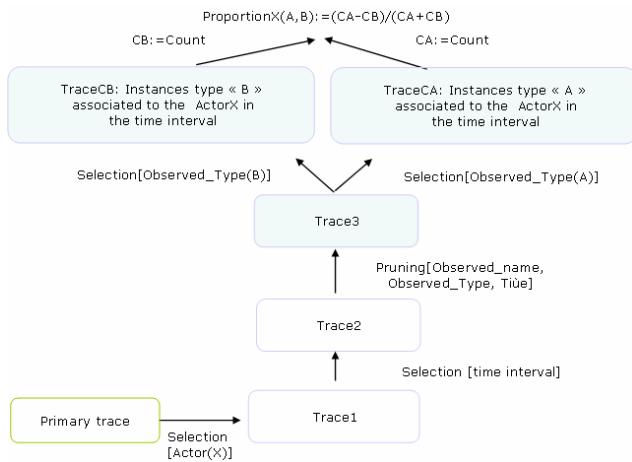 ProportionX(A,B):=(CA-CB)/(CA+CB)
CB:=Count
CA:=Count
TraceCB: Instances type « B »
associated to the ActorX in
the time interval
TraceCA: Instances type « A »
associated to the ActorX in
the time interval
Selection[Observed_Type(B)]
Selection[Observed_Type(A)]
Trace3
Pruning[Observed_name,
Observed_Type, Tiùe]
Trace2
Selection [time interval]
Primary trace
Trace1
Selection
[Actor(X)]